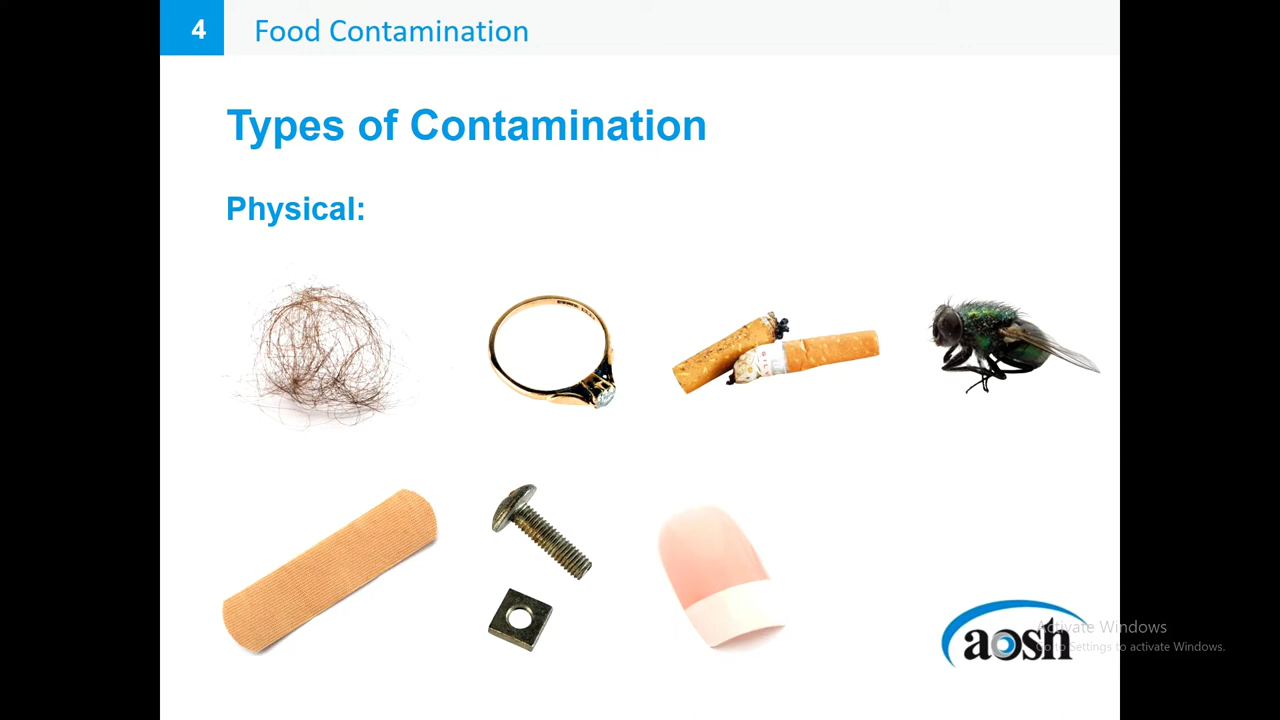 4 Food Contamination
Types of Contamination
Physical:
aosh
Activate Windows
Go to Settings to activate Windows.